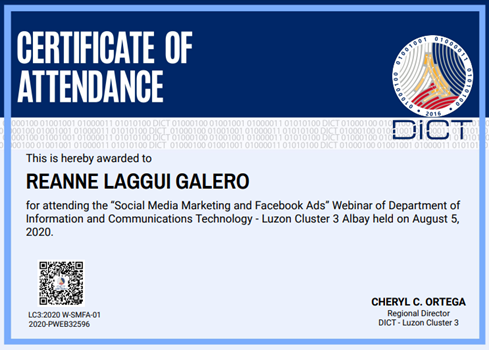 CERTIFICATE OF
ATTENDANCE
2016
DICT
This is hereby awarded to
REANNE LAGGUI GALERO
for attending the “Social Media Marketing and Facebook Ads” Webinar of Department of
Information and Communications Technology - Luzon Cluster 3 Albay held on August 5,
2020.
LC3:2020 W-SMFA-01
2020-PWEB32596
CHERYL C. ORTEGA
Regional Director
DICT - Luzon Cluster 3